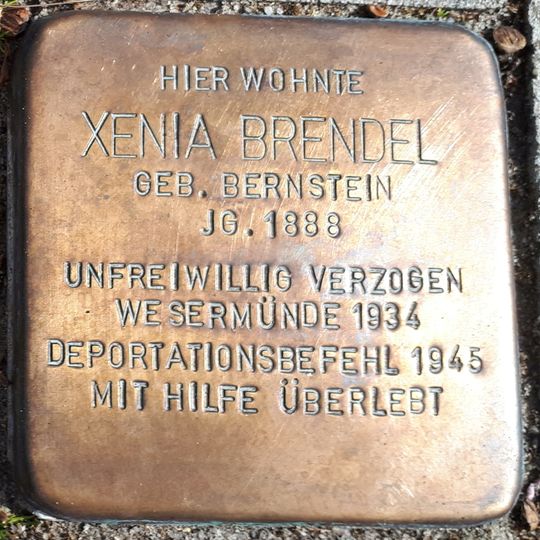 HIER WOHNTE
XENIA BRENDEL
GEB. BERNSTEIN
JG. 1888
UNFREIWILLIG VERZOGEN
WESERMÜNDE 1934
DEPORTATIONSBEFEHL 1945
MIT HILFE ÜBERLEBT